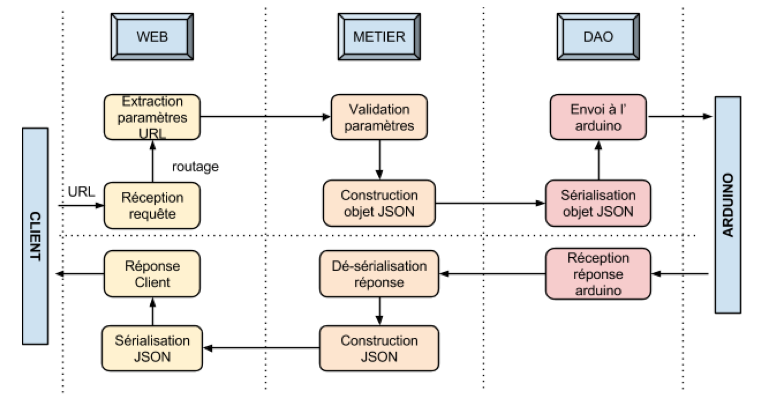 WEB
METIER
DAO
Extraction
paramètres
URL
Validation
paramètres
Envoi à l'
arduino
routage
URL
Réception
requête
Construction
objet JSON
Sérialisation
objet JSON
CLIENT
ARDUINO
Réponse
Client
Dé-sérialisation
réponse
Réception
réponse
arduino
Sérialisation
JSON
Construction
JSON